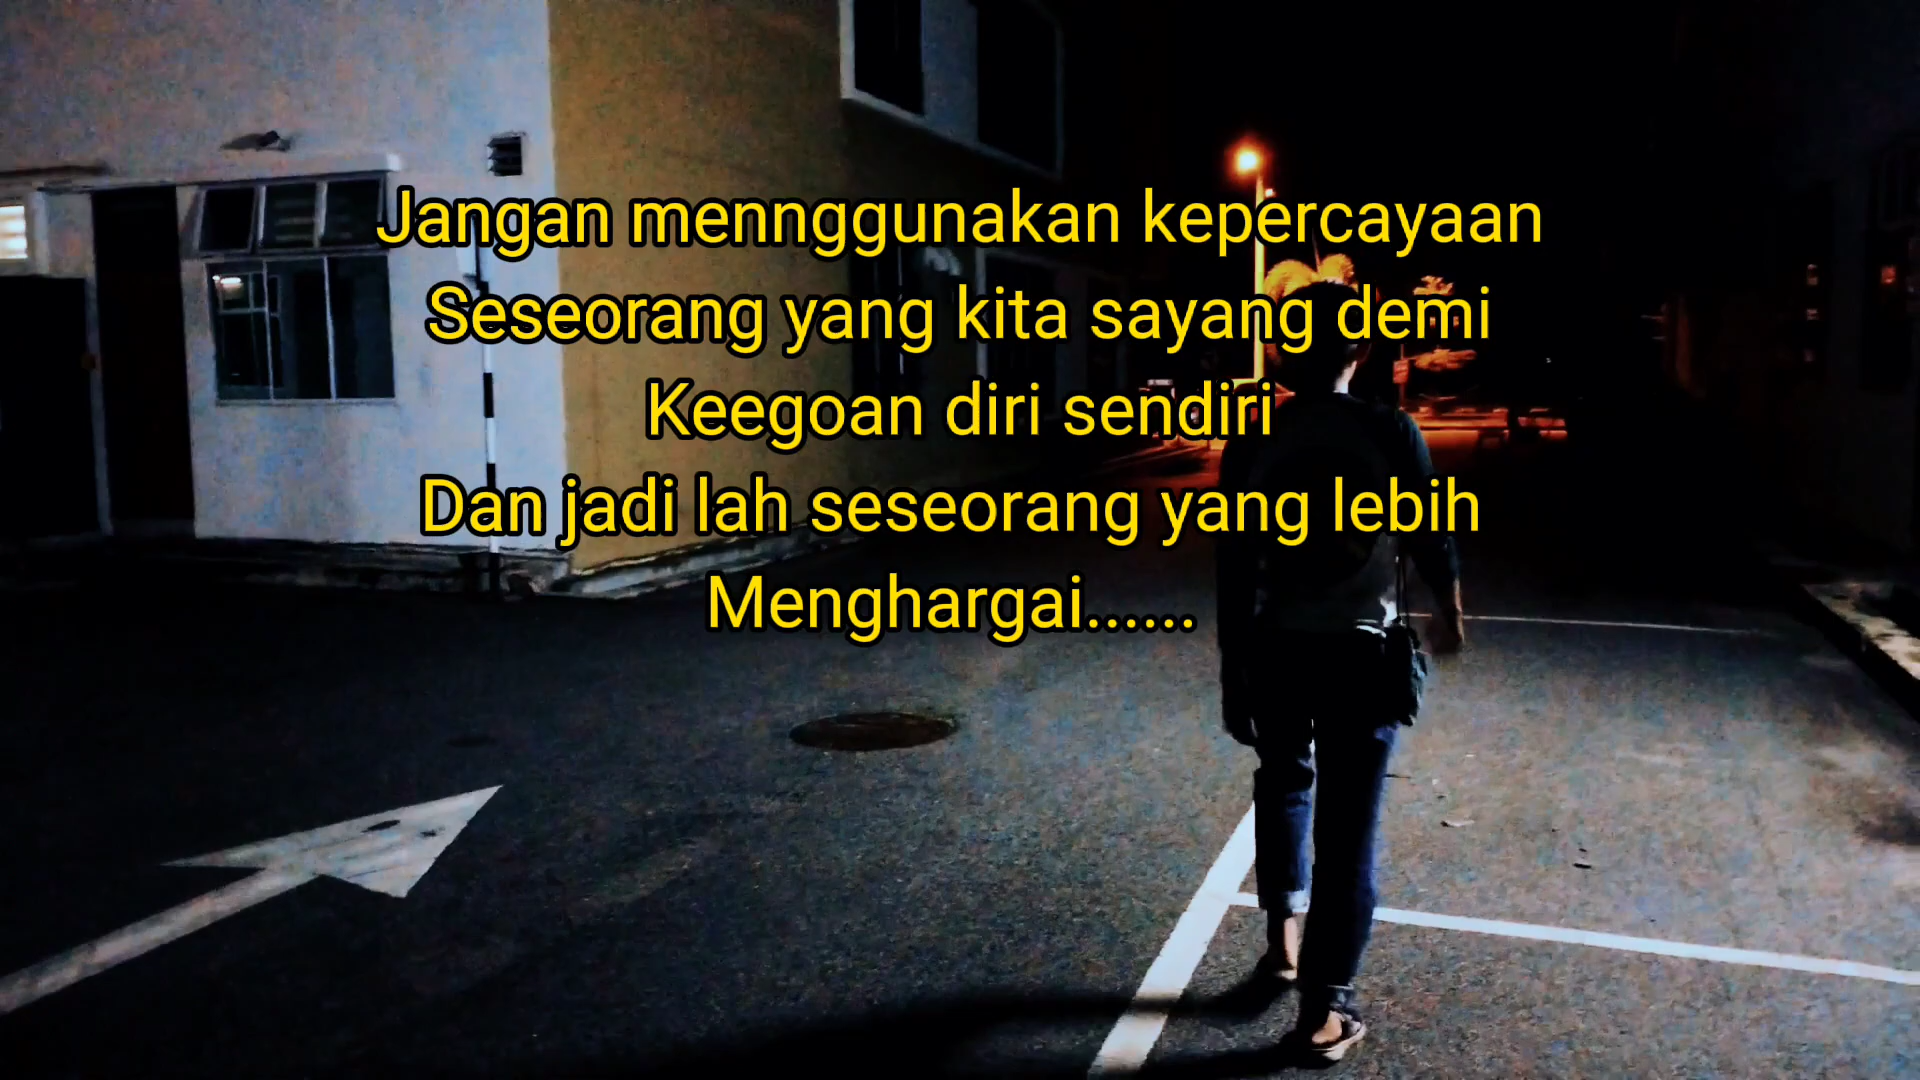 Jangan mennggunakan kepercayaan
Seseorang yang kita sayang demi
Keegoan diri sendiri
Dan jadi lah seseorang yang lebih
Menghargai......